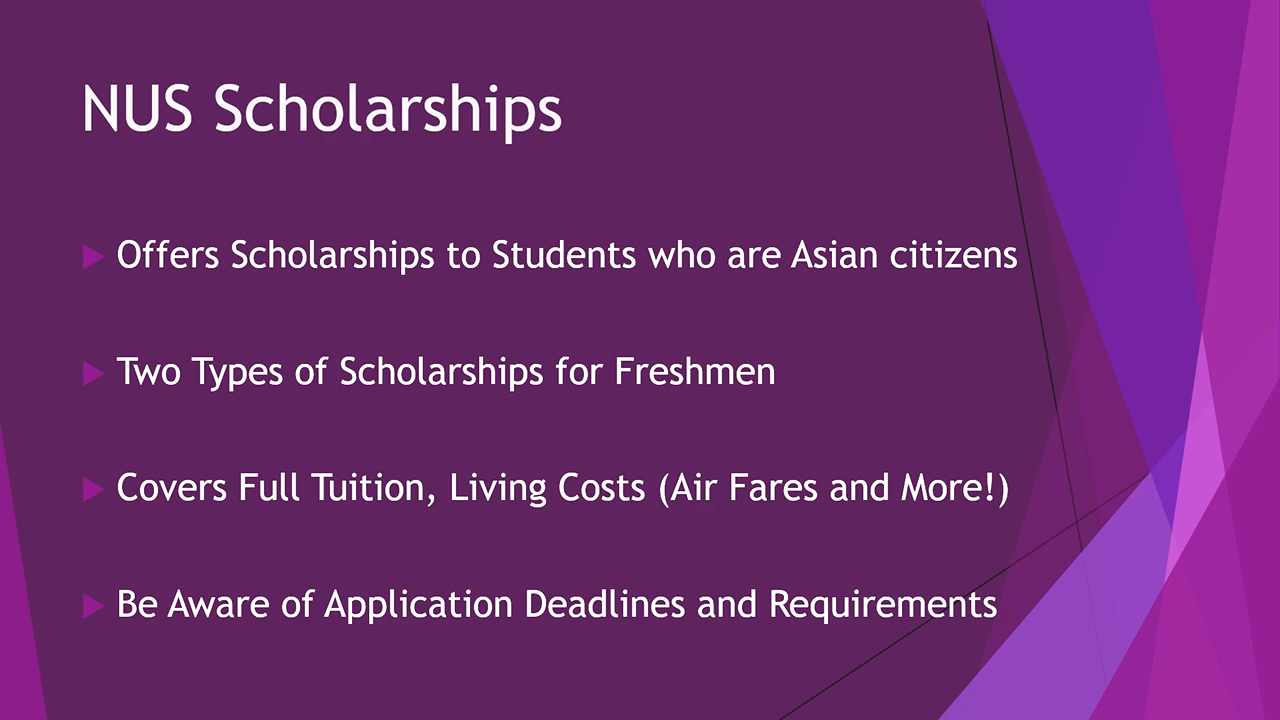 NUS Scholarships
Offers Scholarships to Students who are Asian citizens
Two Types of Scholarships for Freshmen
Covers Full Tuition, Living Costs (Air Fares and More!)
Be Aware of Application Deadlines and Requirements